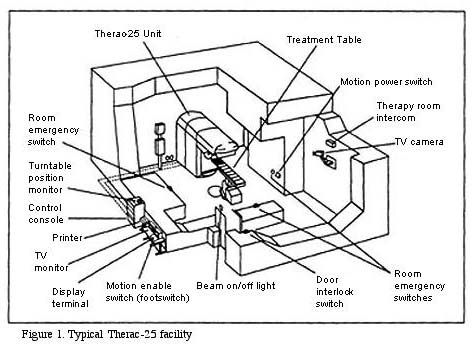 Therac-25 Unit
Treatment Table
Motion power switch
Therapy room
intercom
TV camera
Room
emergency
switch
Turntable
position
monitor
Control
console
Printer
TV
monitor
Display
terminal
Motion enable
switch (footswitch)
Beam on/off light
Door
interlock
switch
Room
emergency
switches
Figure 1. Typical Therac-25 facility